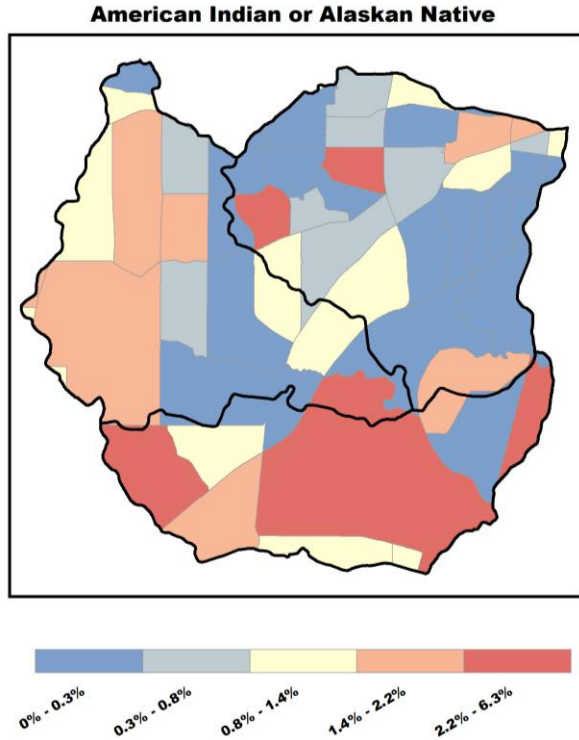 American Indian or Alaskan Native
0% - 0.3%
0.3% - 0.8%
0.8% - 1.4%
1.4% - 2.2%
2.2% - 6.3%